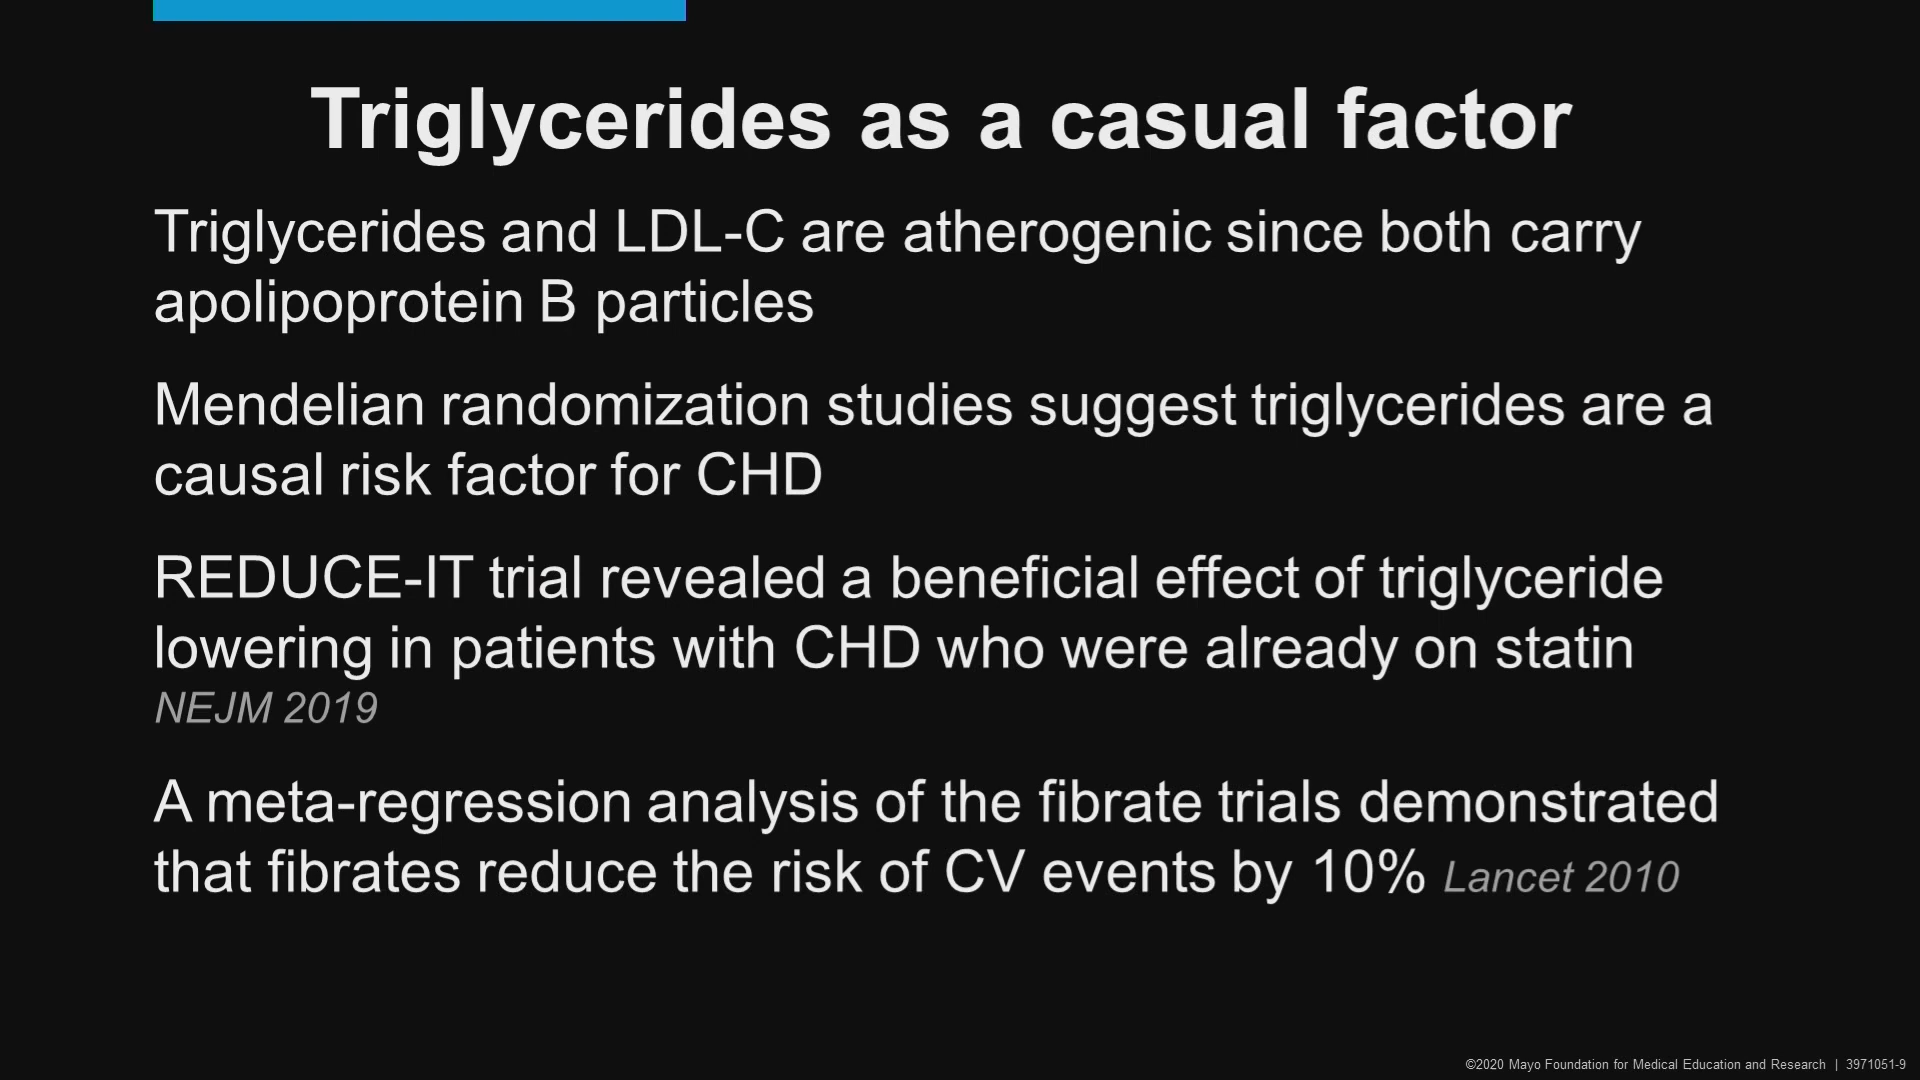 Triglycerides as a casual factor
Triglycerides and LDL-C are atherogenic since both carry
apolipoprotein B particles
Mendelian randomization studies suggest triglycerides are a
causal risk factor for CHD
REDUCE-IT trial revealed a beneficial effect of triglyceride
lowering in patients with CHD who were already on statin
NEJM 2019
A meta-regression analysis of the fibrate trials demonstrated
that fibrates reduce the risk of CV events by 10% Lancet 2010
©2020 Mayo Foundation for Medical Education and Research | 3971051-9